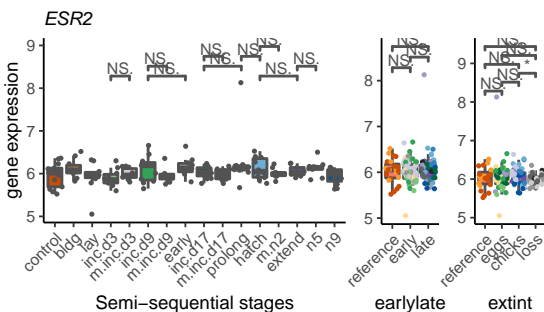 ESR2
gene expression
9
8
7
6
5
NS.
NS.
NS.
NS.
NS.
NS.
NS.
NS.
NS.
NS.
control
bldg
lay
inc.d3
m.inc.d3
inc.d9
m.inc.d9
early
inc.d17
m.inc.d17
prolong
hatch
m.n2
extend
n5
n9
Semi−sequential stages
8
7
6
5
NS.
NS.
NS.
reference
early
late
earlylate
9
8
7
6
5
NS.
NS.
NS.
*
NS.
NS.
reference
eggs
chicks
loss
extint